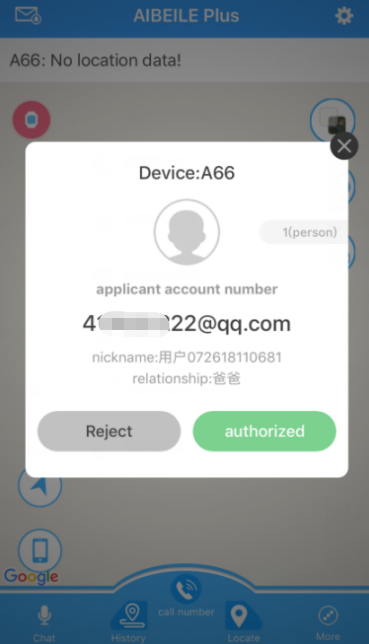 AIBEILE Plus
A66: No location data!
Device:A66
1(person)
applicant account number
22@qq.com
nickname:用户072618110681
relationship:爸爸
Reject
authorized
Google
call number
Chat
History
Locate
More